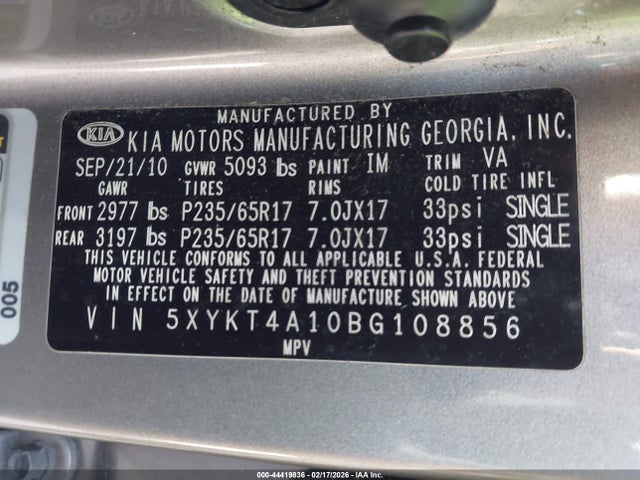 MANUFACTURED BY
KIA KIA MOTORS MANUFACTURING GEORGIA, INC.
SEP/21/10 GVWR 5093 lbs PAINT IM TRIM VA
GAWR TIRES RIMS COLD TIRE INFL
FRONT 2977 lbs P235/65R17 7.0JX17 33psi SINGLE
REAR 3197 lbs P235/65R17 7.0JX17 33psi SINGLE
THIS VEHICLE CONFORMS TO ALL APPLICABLE U.S.A. FEDERAL
MOTOR VEHICLE SAFETY AND THEFT PREVENTION STANDARDS
IN EFFECT ON THE DATE OF MANUFACTURE SHOWN ABOVE
VIN 5XYKT4A10BG108856
MPV
005
000-44419836 - 02/17/2026 - IAA Inc.